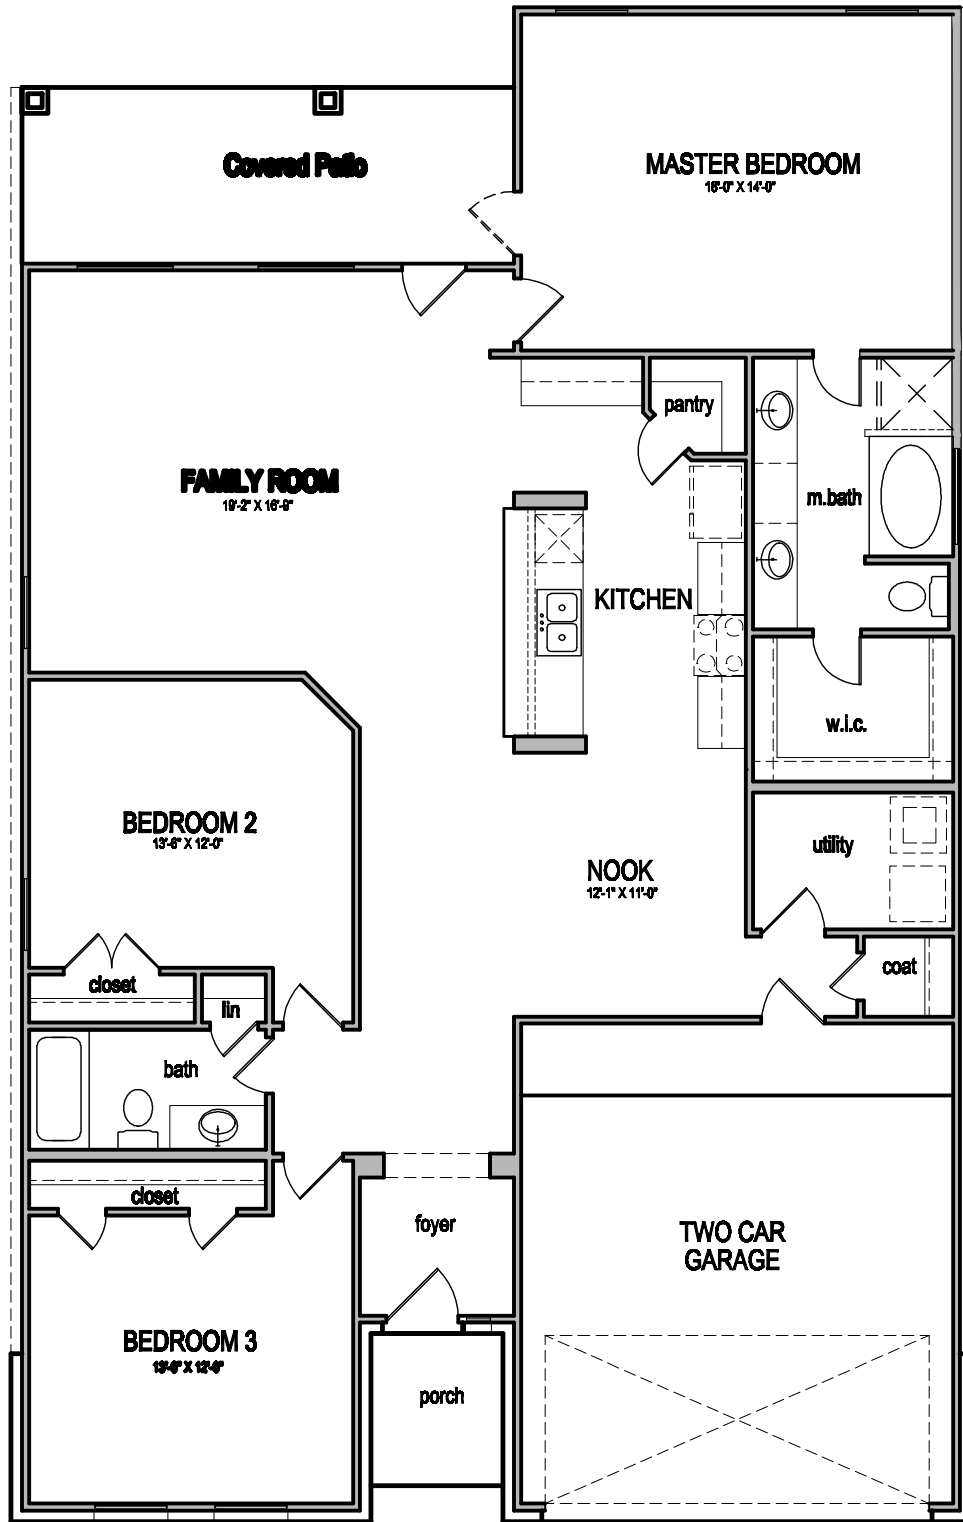 Covered Patio
MASTER BEDROOM
18'-0" X 14'-0"
pantry
FAMILY ROOM
19'-2" X 16'-9"
m.bath
KITCHEN
w.i.c.
BEDROOM 2
13'-6" X 12'-0"
utility
NOOK
12'-1" X 11'-0"
closet
lin
coat
bath
closet
foyer
TWO CAR
GARAGE
BEDROOM 3
porch